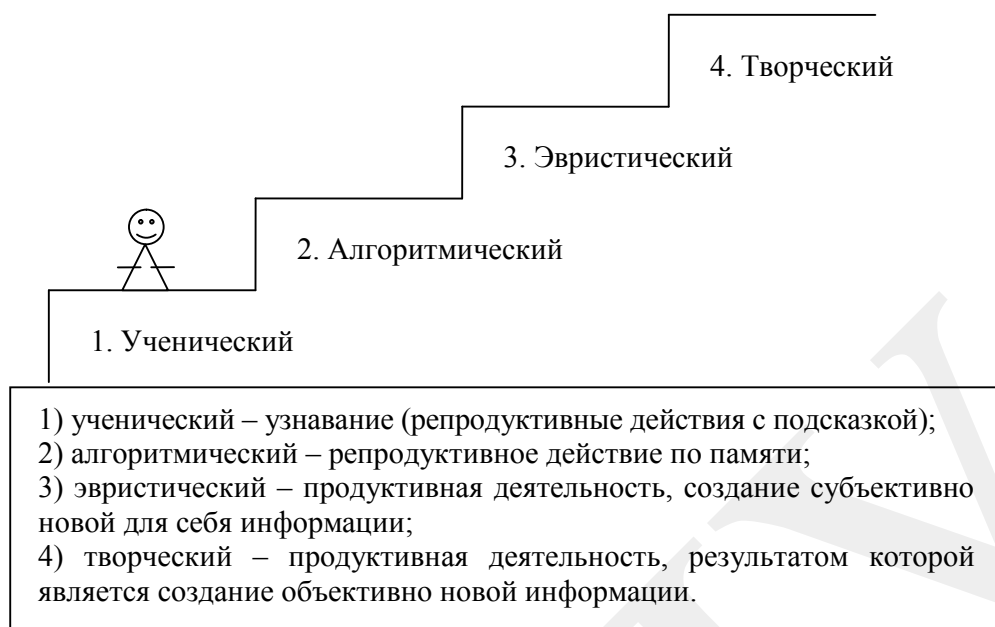 4. Творческий
3. Эвристический
2. Алгоритмический
1. Ученический
1) ученический – узнавание (репродуктивные действия с подсказкой);
2) алгоритмический – репродуктивное действие по памяти;
3) эвристический – продуктивная деятельность, создание субъективно
новой для себя информации;
4) творческий – продуктивная деятельность, результатом которой
является создание объективно новой информации.